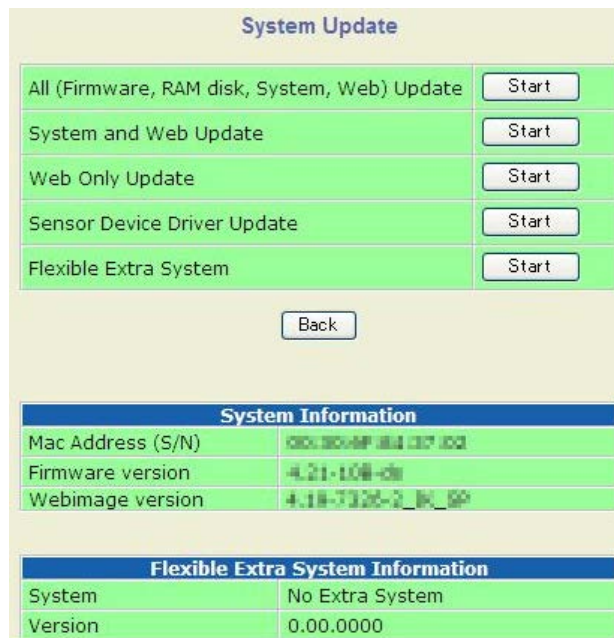 System Update
All (Firmware, RAM disk, System, Web) Update Start
System and Web Update Start
Web Only Update Start
Sensor Device Driver Update Start
Flexible Extra System Start
Back
System Information
Mac Address (S/N)
Firmware version
Webimage version
Flexible Extra System Information
System No Extra System
Version 0.00.0000